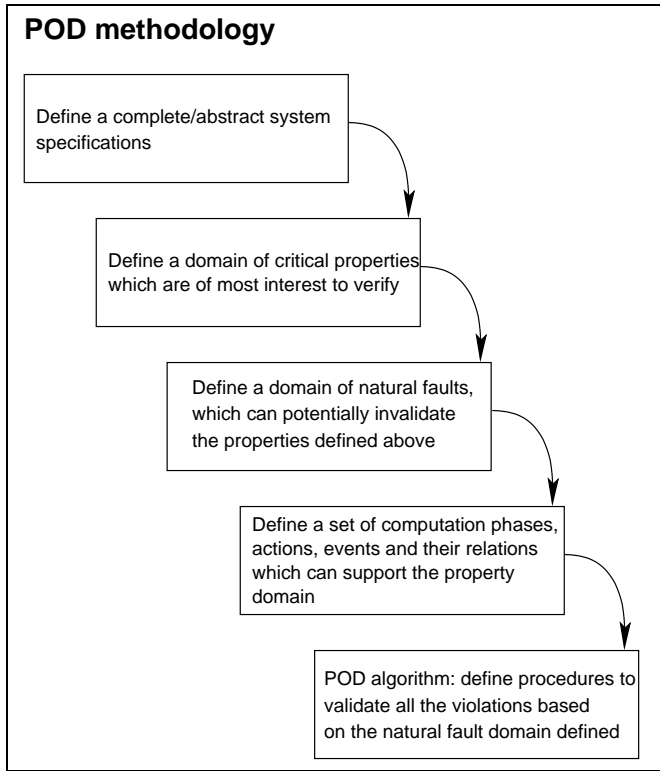 POD methodology
Define a complete/abstract system
specifications
Define a domain of critical properties
which are of most interest to verify
Define a domain of natural faults,
which can potentially invalidate
the properties defined above
Define a set of computation phases,
actions, events and their relations
which can support the property
domain
POD algorithm: define procedures to
validate all the violations based
on the natural fault domain defined